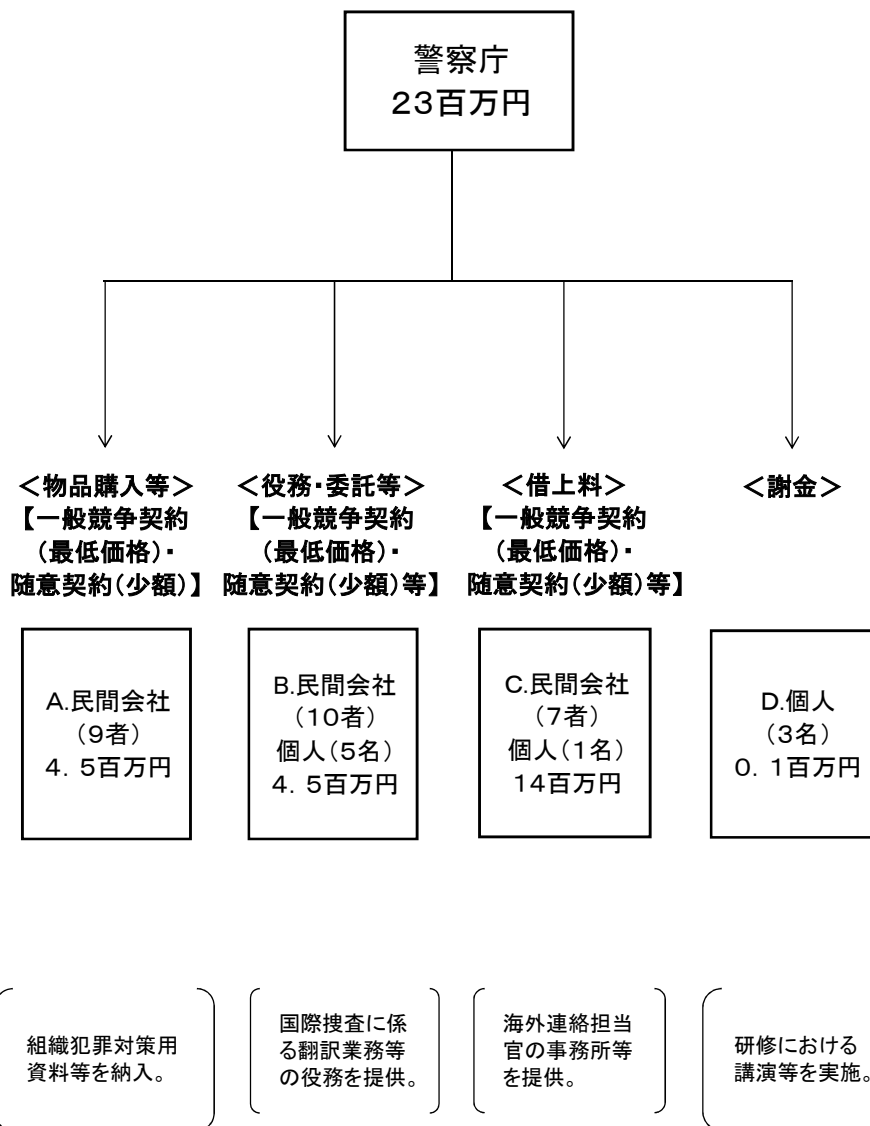 警察庁
23百万円
＜物品購入等＞
【一般競争契約
(最低価格)・
随意契約(少額)】
＜役務・委託等＞
【一般競争契約
(最低価格)・
随意契約(少額)等】
＜借上料＞
【一般競争契約
(最低価格)・
随意契約(少額)等】
＜謝金＞
A.民間会社
(9者)
4．5百万円
B.民間会社
(10者)
個人(5名)
4．5百万円
C.民間会社
(7者)
個人(1名)
14百万円
D.個人
(3名)
0．1百万円
組織犯罪対策用
資料等を納入。
国際捜査に係
る翻訳業務等
の役務を提供。
海外連絡担当
官の事務所等
を提供。
研修における
講演等を実施。